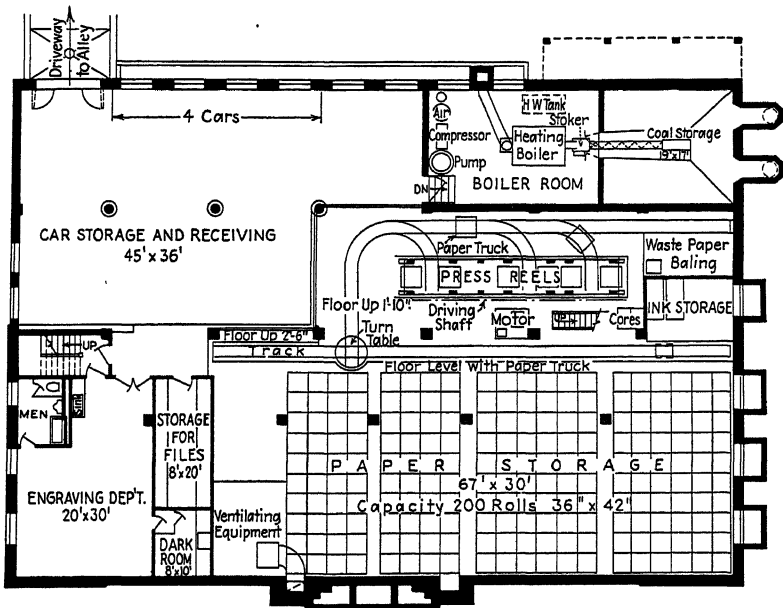 Driveway
to Alley
4 Cars
Air
Compressor
Pump
H W Tank
Stoker
Heating
Boiler
Coal Storage
19'x17'
DN
BOILER ROOM
CAR STORAGE AND RECEIVING
45' x 36'
Paper Truck
Waste Paper
Baling
PRESS REELS
Floor Up 1'-10"
Driving
Shaft
Motor
UP
Cores
INK STORAGE
Floor Up 2'-6"
Turn
Table
Track
Floor Level With Paper Truck
UP
MEN
Sink
STORAGE
FOR
FILES
8'x20'
PAPER STORAGE
67' x 30'
Capacity 200 Rolls 36" x 42"
ENGRAVING DEP'T.
20'x30'
Ventilating
Equipment
DARK
ROOM
8'x10'